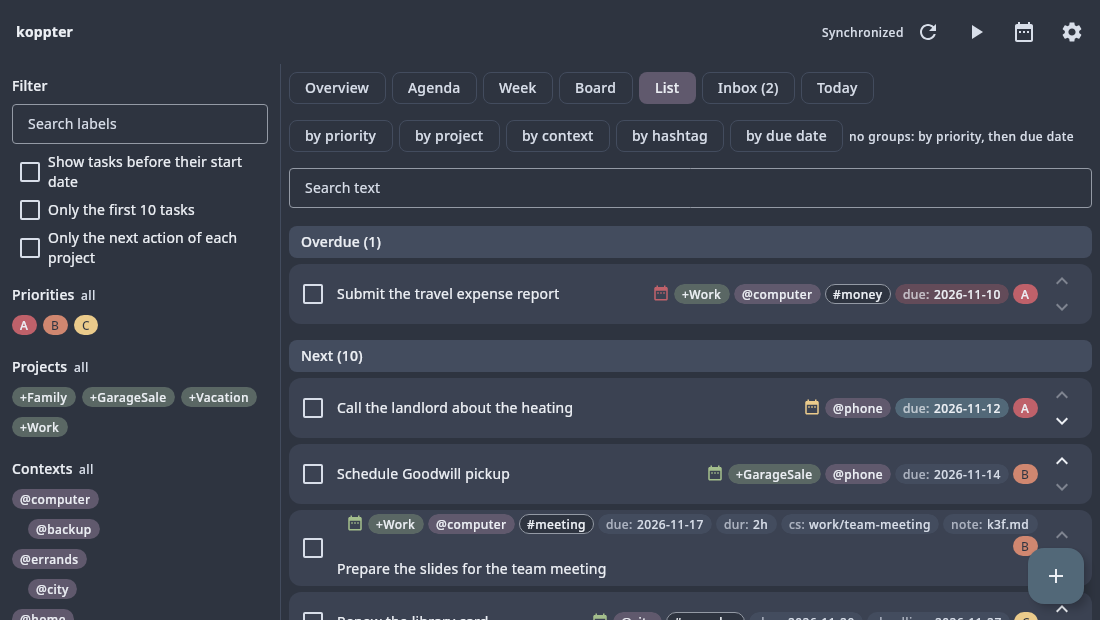 koppter
Synchronized
Filter
Search labels
Show tasks before their start
date
Only the first 10 tasks
Only the next action of each
project
Priorities all
A B C
Projects all
+Family +GarageSale +Vacation
+Work
Contexts all
@computer
@backup
@errands
@city
@home
Overview Agenda Week Board List Inbox (2) Today
by priority by project by context by hashtag by due date no groups: by priority, then due date
Search text
Overdue (1)
Submit the travel expense report +Work @computer #money due: 2026-11-10 A
Next (10)
Call the landlord about the heating @phone due: 2026-11-12 A
Schedule Goodwill pickup +GarageSale @phone due: 2026-11-14 B
+Work @computer #meeting due: 2026-11-17 dur: 2h cs: work/team-meeting note: k3f.md
B
Prepare the slides for the team meeting
Renew the library card @city